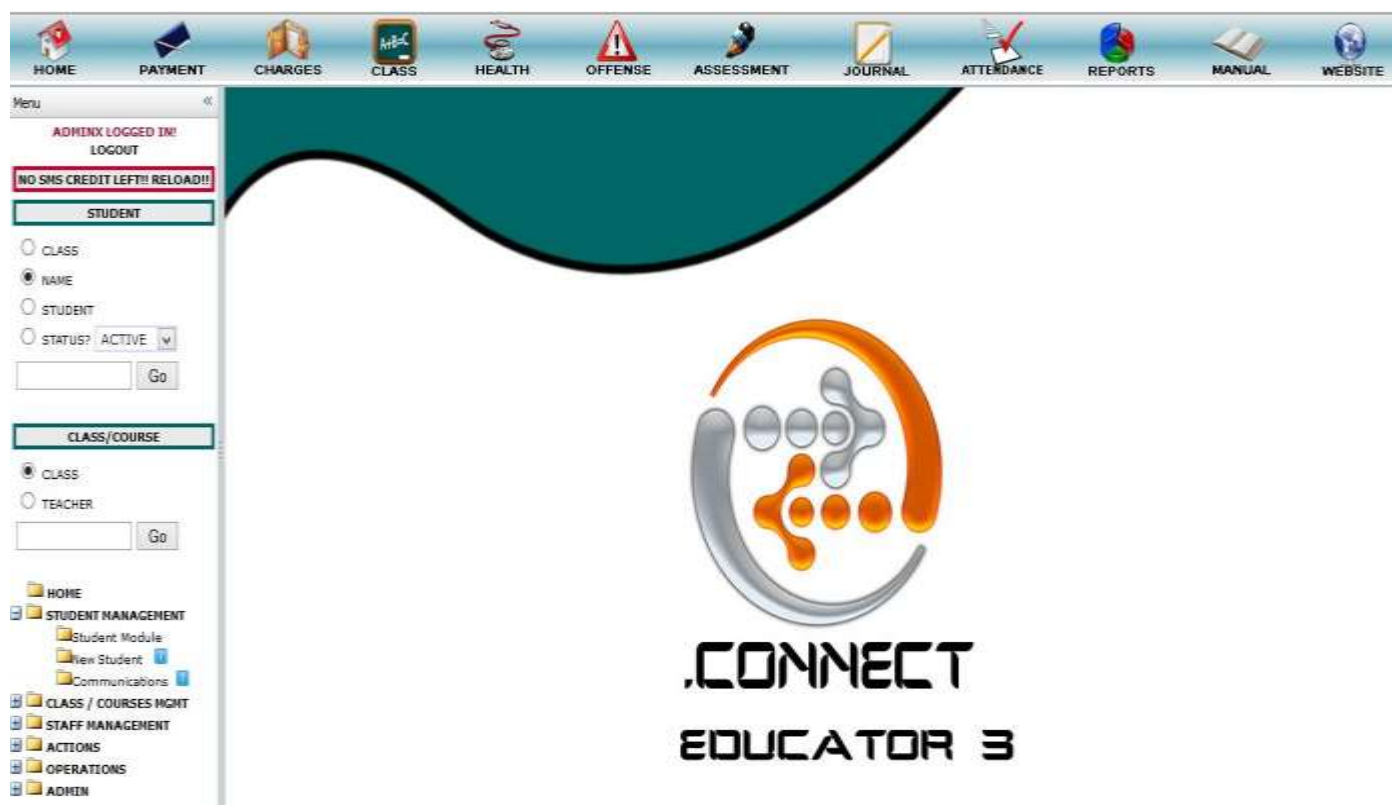 HOME PAYMENT CHARGES CLASS HEALTH OFFENSE ASSESSMENT JOURNAL ATTENDANCE REPORTS MANUAL WEBSITE
A+B=C
Menu «
ADMINX LOGGED IN!
LOGOUT
NO SMS CREDIT LEFT!! RELOAD!!
STUDENT
CLASS
NAME
STUDENT
STATUS? ACTIVE
Go
CLASS/COURSE
CLASS
TEACHER
Go
HOME
STUDENT MANAGEMENT
Student Module
New Student
Communications
CLASS / COURSES MGMT
STAFF MANAGEMENT
ACTIONS
OPERATIONS
ADMIN
.CONNECT
EDUCATOR 3